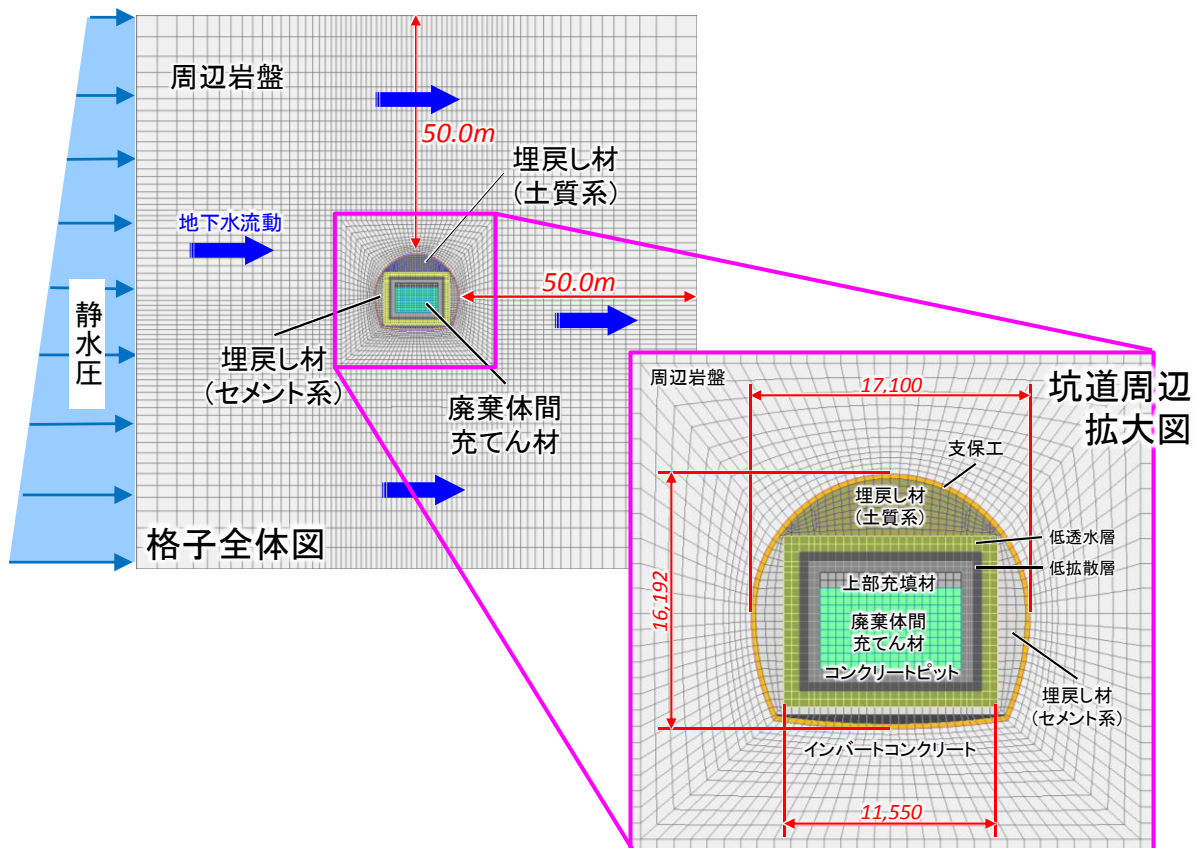 周辺岩盤
50.0m
埋戻し材
(土質系)
地下水流動
50.0m
静水圧
埋戻し材
(セメント系)
廃棄体間
充てん材
格子全体図
周辺岩盤
17,100
坑道周辺
拡大図
支保工
埋戻し材
(土質系)
低透水層
低拡散層
上部充填材
16,192
廃棄体間
充てん材
コンクリートピット
埋戻し材
(セメント系)
インバートコンクリート
11,550